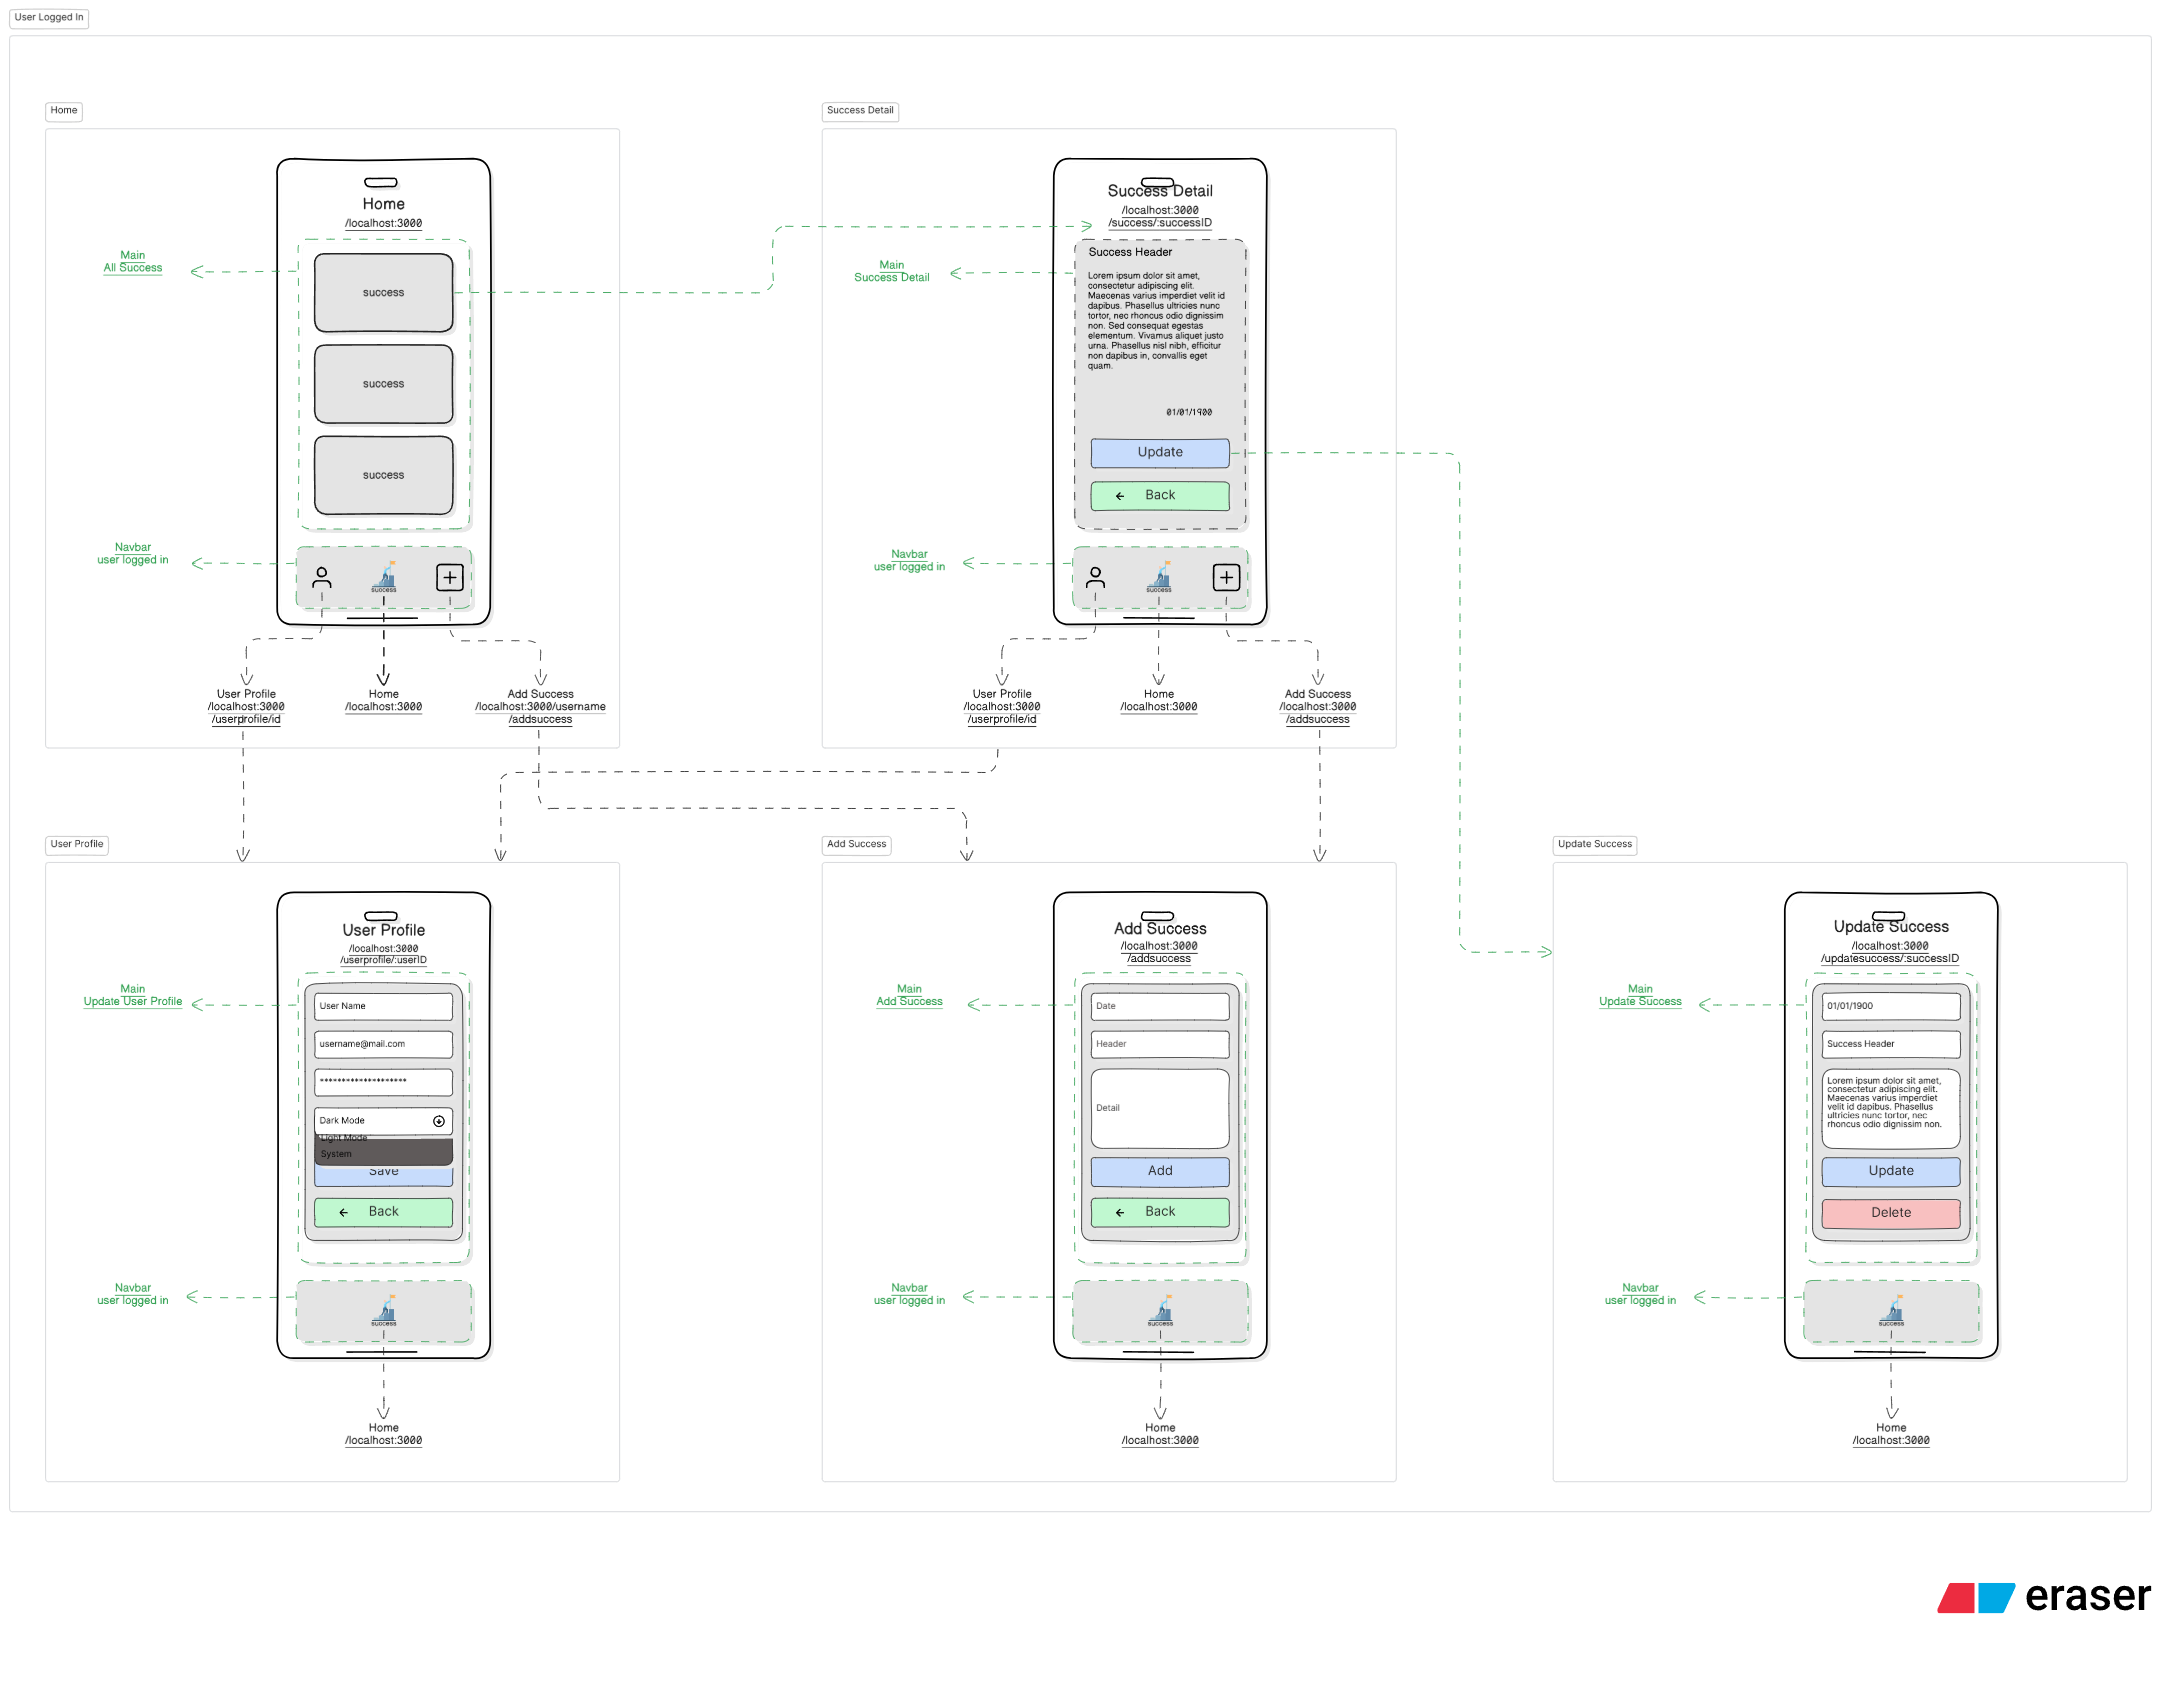 User Logged In
Home
Home
/localhost:3000
Main
All Success
success
success
success
Navbar
user logged in
success
User Profile
/localhost:3000
/userprofile/id
Home
/localhost:3000
Add Success
/localhost:3000/username
/addsuccess
Success Detail
Success Detail
/localhost:3000
/success/:successID
Main
Success Detail
Success Header
Lorem ipsum dolor sit amet,
consectetur adipiscing elit.
Maecenas varius imperdiet velit id
dapibus. Phasellus ultricies nunc
tortor, nec rhoncus odio dignissim
non. Sed consequat egestas
elementum. Vivamus aliquet justo
urna. Phasellus nisl nibh, efficitur
non dapibus in, convallis eget
quam.
01/01/1900
Update
Back
Navbar
user logged in
success
User Profile
/localhost:3000
/userprofile/id
Home
/localhost:3000
Add Success
/localhost:3000
/addsuccess
User Profile
User Profile
/localhost:3000
/userprofile/:userID
Main
Update User Profile
User Name
username@mail.com
********************
Dark Mode
Light Mode
System
Save
Back
Navbar
user logged in
success
Home
/localhost:3000
Add Success
Add Success
/localhost:3000
/addsuccess
Main
Add Success
Date
Header
Detail
Add
Back
Navbar
user logged in
success
Home
/localhost:3000
Update Success
Update Success
/localhost:3000
/updatesuccess/:successID
Main
Update Success
01/01/1900
Success Header
Lorem ipsum dolor sit amet,
consectetur adipiscing elit.
Maecenas varius imperdiet
velit id dapibus. Phasellus
ultricies nunc tortor, nec
rhoncus odio dignissim non.
Update
Delete
Navbar
user logged in
success
Home
/localhost:3000
eraser